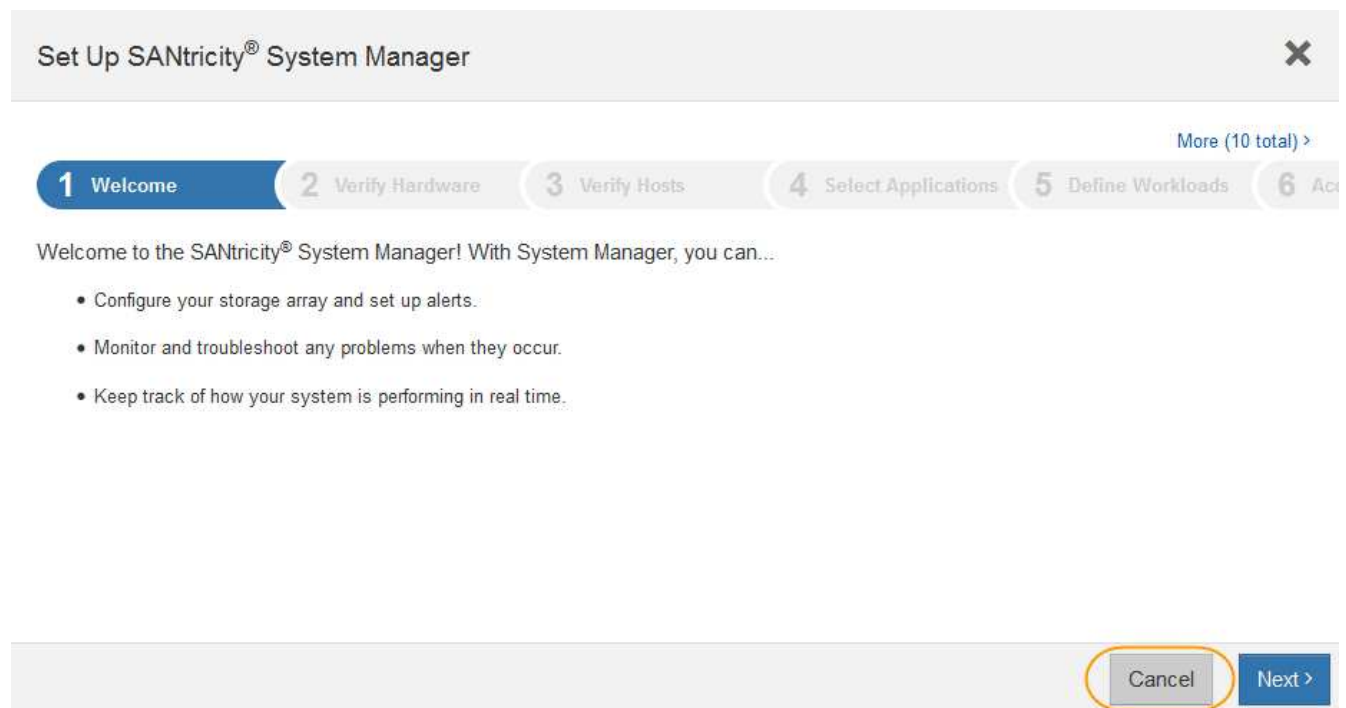 Set Up SANtricity® System Manager
More (10 total) >
1 Welcome
2 Verify Hardware
3 Verify Hosts
4 Select Applications
5 Define Workloads
6
Welcome to the SANtricity® System Manager! With System Manager, you can...
• Configure your storage array and set up alerts.
• Monitor and troubleshoot any problems when they occur.
• Keep track of how your system is performing in real time.
Cancel
Next >